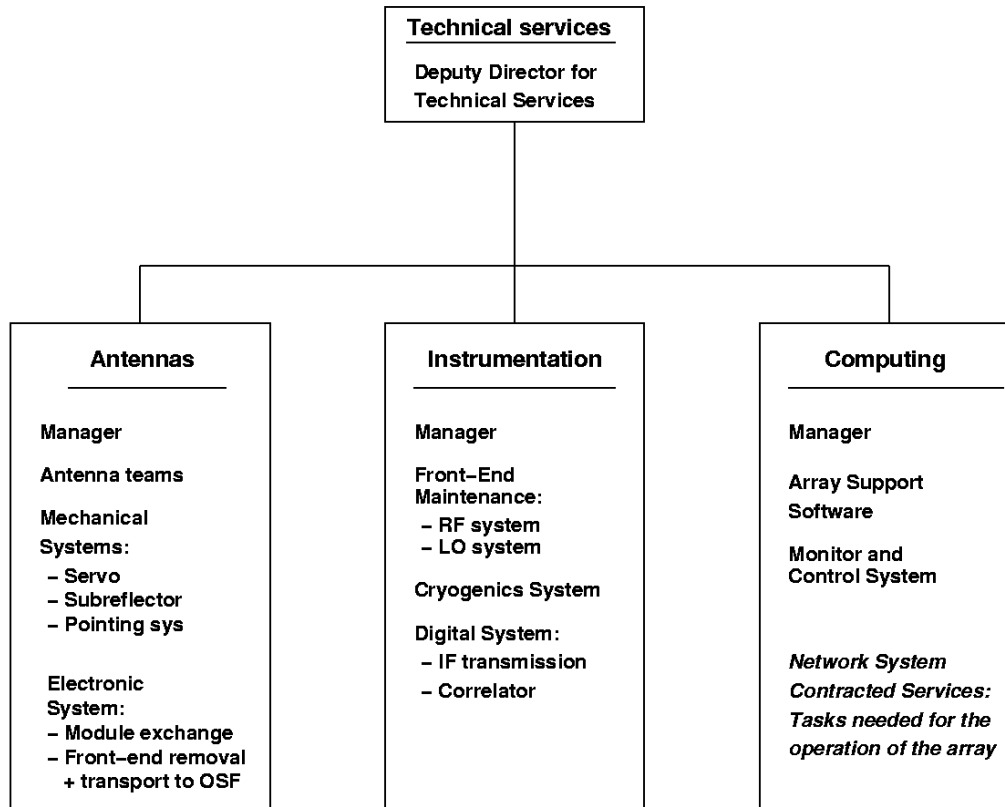 Technical services
Deputy Director for
Technical Services
Antennas
Manager
Antenna teams
Mechanical
Systems:
– Servo
– Subreflector
– Pointing sys
Electronic
System:
– Module exchange
– Front–end removal
+ transport to OSF
Instrumentation
Manager
Front–End
Maintenance:
– RF system
– LO system
Cryogenics System
Digital System:
– IF transmission
– Correlator
Computing
Manager
Array Support
Software
Monitor and
Control System
Network System
Contracted Services:
Tasks needed for the
operation of the array